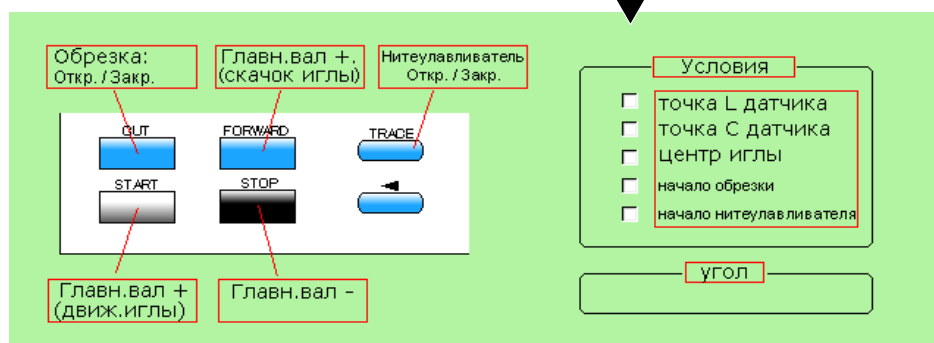 Обрезка:
Откр. / Закр.
Главн.вал +.
(скачок иглы)
Нитеулавливатель
Откр. / Закр.
CUT
FORWARD
TRACE
START
STOP
Главн.вал +
(движ.иглы)
Главн.вал -
Условия
точка L датчика
точка С датчика
центр иглы
начало обрезки
начало нитеулавливателя
угол